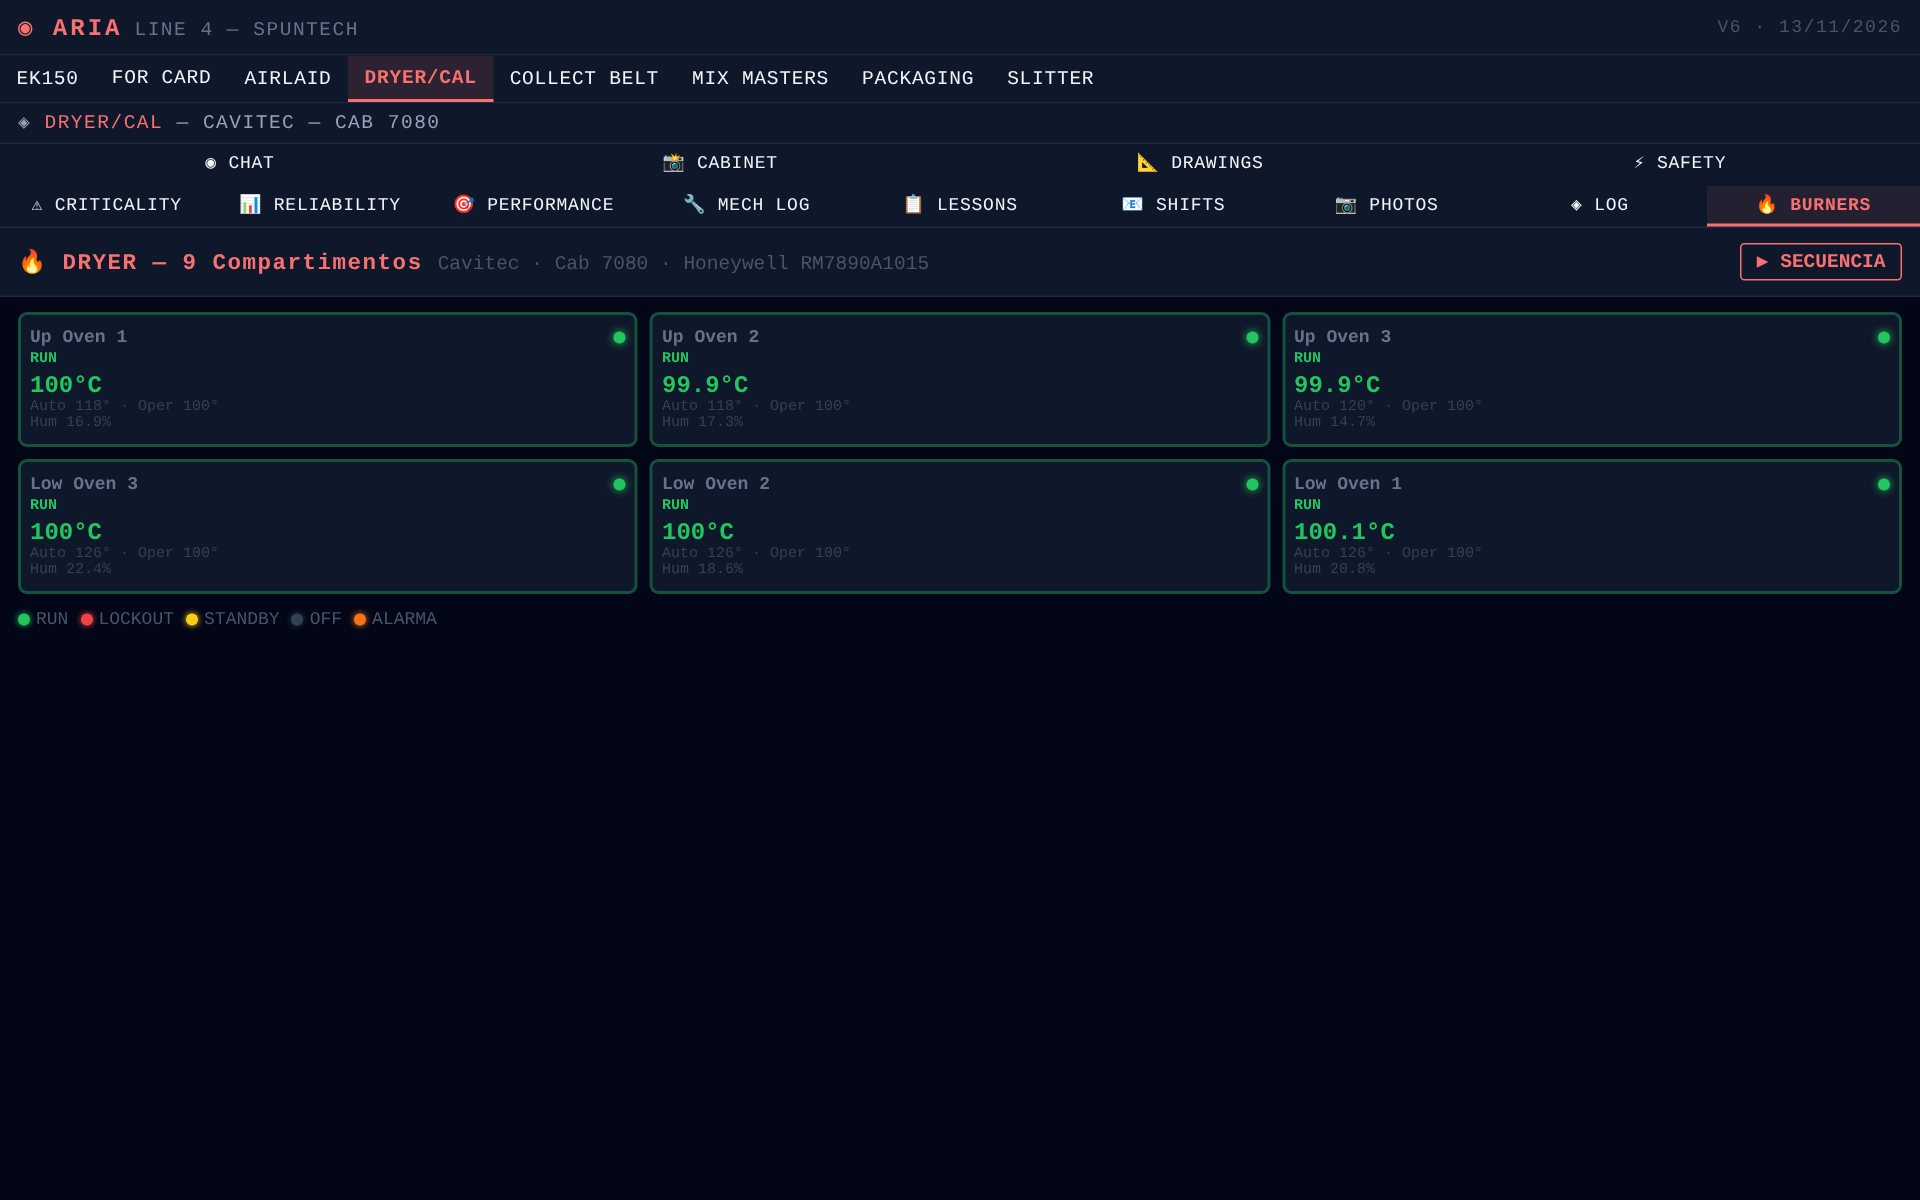 ◉ ARIA LINE 4 — SPUNTECH
V6 · 13/11/2026
EK150 FOR CARD AIRLAID DRYER/CAL COLLECT BELT MIX MASTERS PACKAGING SLITTER
◈ DRYER/CAL — CAVITEC — CAB 7080
◉ CHAT 📸 CABINET 📐 DRAWINGS ⚡ SAFETY
⚠ CRITICALITY 📊 RELIABILITY 🎯 PERFORMANCE 🔧 MECH LOG 📋 LESSONS 📧 SHIFTS 📷 PHOTOS ◈ LOG 🔥 BURNERS
🔥 DRYER — 9 Compartimentos Cavitec · Cab 7080 · Honeywell RM7890A1015
▶ SECUENCIA
Up Oven 1
RUN
100°C
Auto 118° · Oper 100°
Hum 16.9%
Up Oven 2
RUN
99.9°C
Auto 118° · Oper 100°
Hum 17.3%
Up Oven 3
RUN
99.9°C
Auto 120° · Oper 100°
Hum 14.7%
Low Oven 3
RUN
100°C
Auto 126° · Oper 100°
Hum 22.4%
Low Oven 2
RUN
100°C
Auto 126° · Oper 100°
Hum 18.6%
Low Oven 1
RUN
100.1°C
Auto 126° · Oper 100°
Hum 20.8%
RUN LOCKOUT STANDBY OFF ALARMA